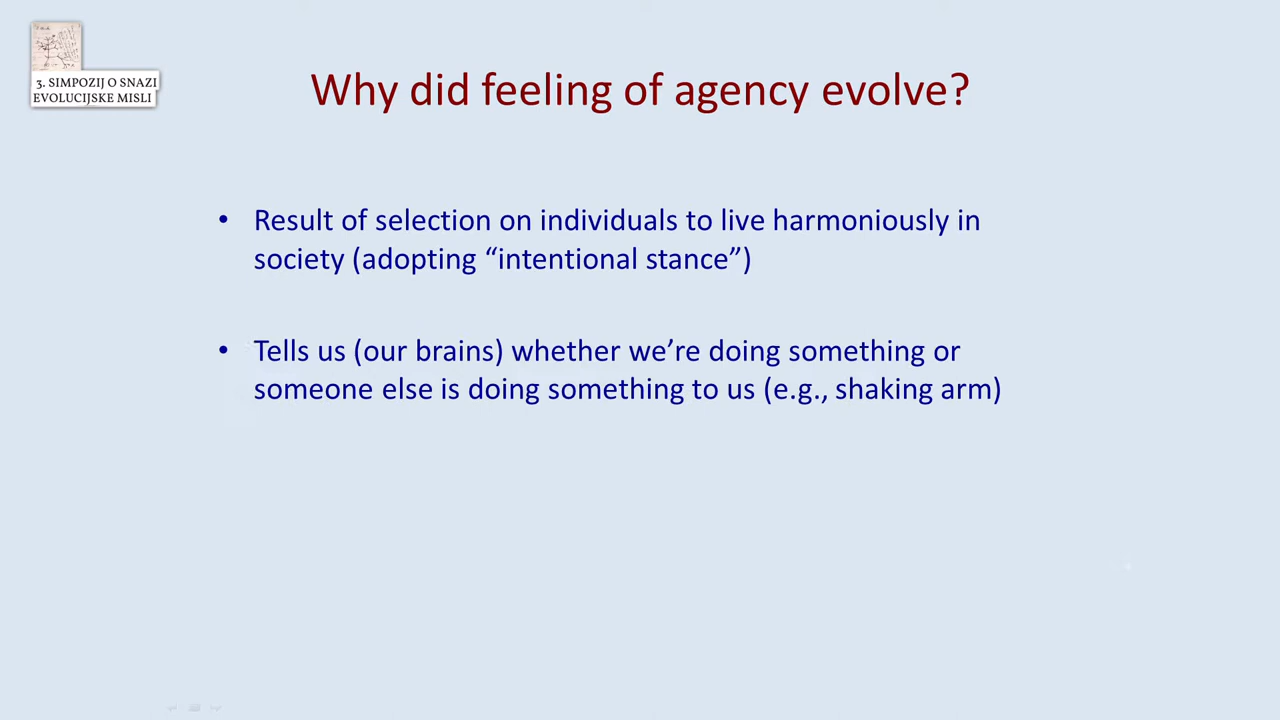 3. SIMPOZIJ O SNAZI
EVOLUCIJSKE MISLI
Why did feeling of agency evolve?
• Result of selection on individuals to live harmoniously in
society (adopting “intentional stance”)
• Tells us (our brains) whether we’re doing something or
someone else is doing something to us (e.g., shaking arm)